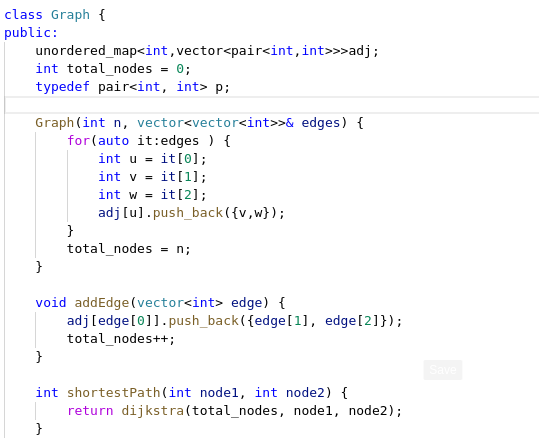 class Graph {
public:
    unordered_map<int,vector<pair<int,int>>>adj;
    int total_nodes = 0;
    typedef pair<int, int> p;

    Graph(int n, vector<vector<int>>& edges) {
        for(auto it:edges ) {
            int u = it[0];
            int v = it[1];
            int w = it[2];
            adj[u].push_back({v,w});
        }
        total_nodes = n;
    }

    void addEdge(vector<int> edge) {
        adj[edge[0]].push_back({edge[1], edge[2]});
        total_nodes++;
    }
Save

    int shortestPath(int node1, int node2) {
        return dijkstra(total_nodes, node1, node2);
    }